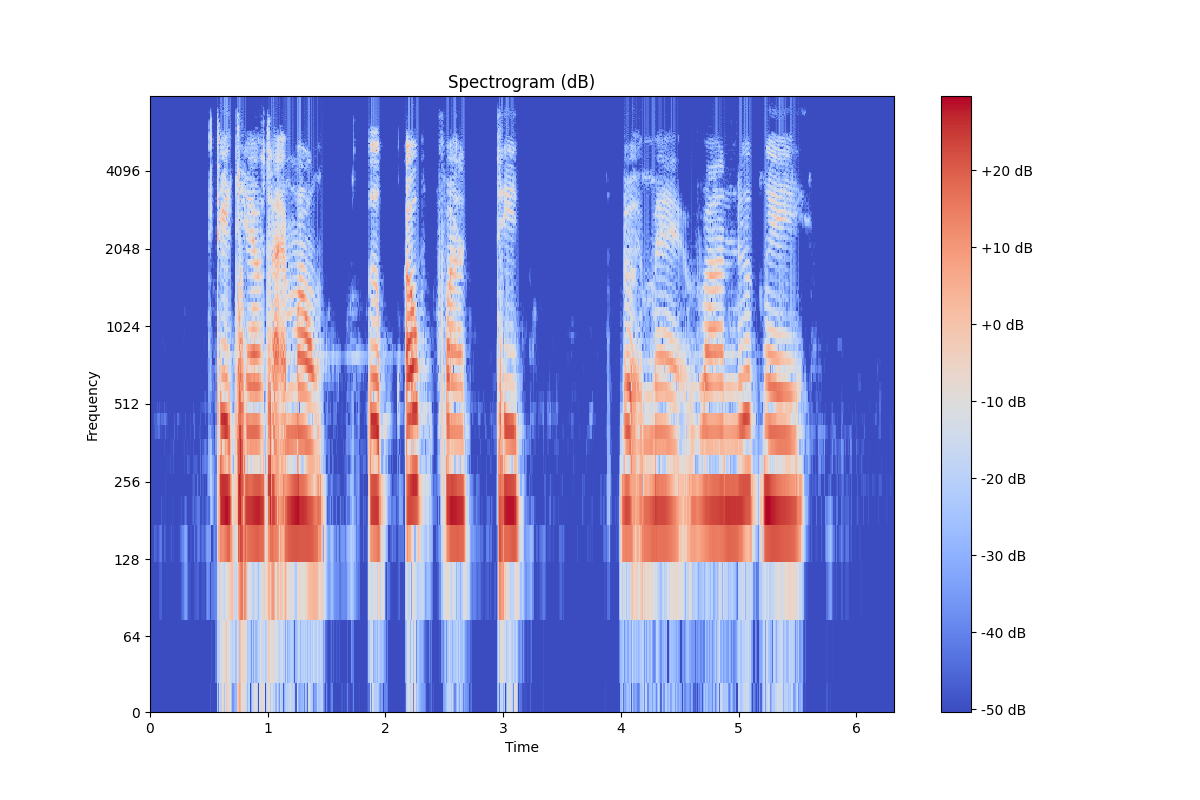 Spectrogram (dB)
Frequency
4096
2048
1024
512
256
128
64
0
0 1 2 3 4 5 6
Time
+20 dB
+10 dB
+0 dB
-10 dB
-20 dB
-30 dB
-40 dB
-50 dB